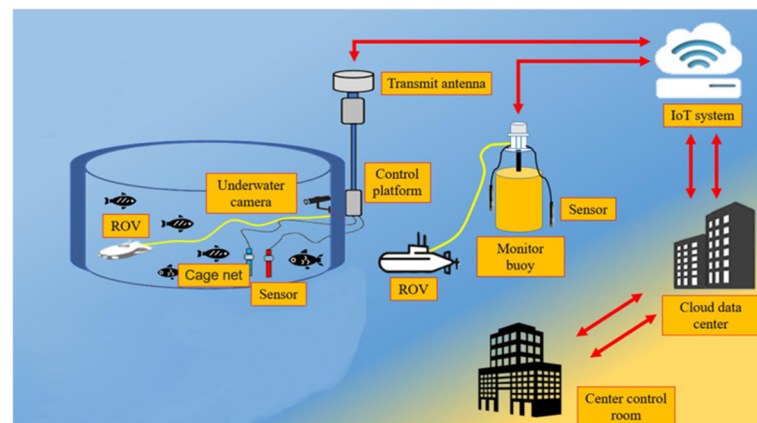 Transmit antenna
IoT system
Underwater
camera
Control
platform
ROV
Sensor
Cage net
Sensor
ROV
Monitor
buoy
Cloud data
center
Center control
room